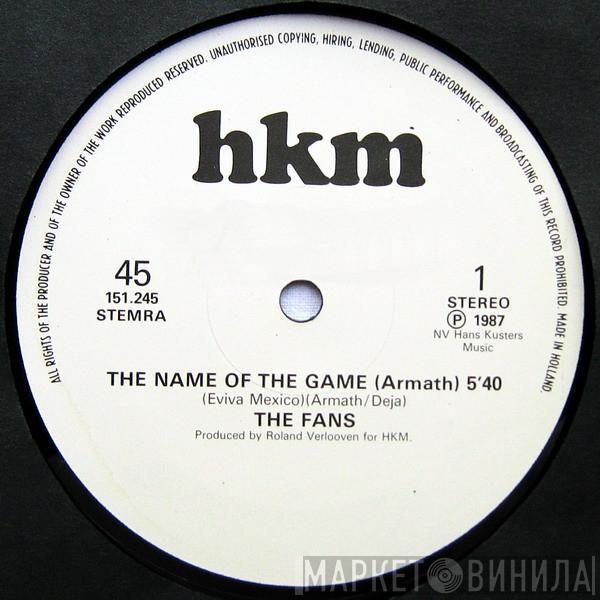 ALL RIGHTS OF THE PRODUCER AND OF THE OWNER OF THE WORK REPRODUCED RESERVED. UNAUTHORISED COPYING, HIRING, LENDING, PUBLIC PERFORMANCE AND BROADCASTING OF THIS RECORD PROHIBITED. MADE IN HOLLAND.
hkm
45
151.245
STEMRA
1
STEREO
℗ 1987
NV Hans Kusters
Music
THE NAME OF THE GAME (Armath) 5'40
(Eviva Mexico)(Armath/Deja)
THE FANS
Produced by Roland Verlooven for HKM.
МАРКЕТ ВИНИЛА